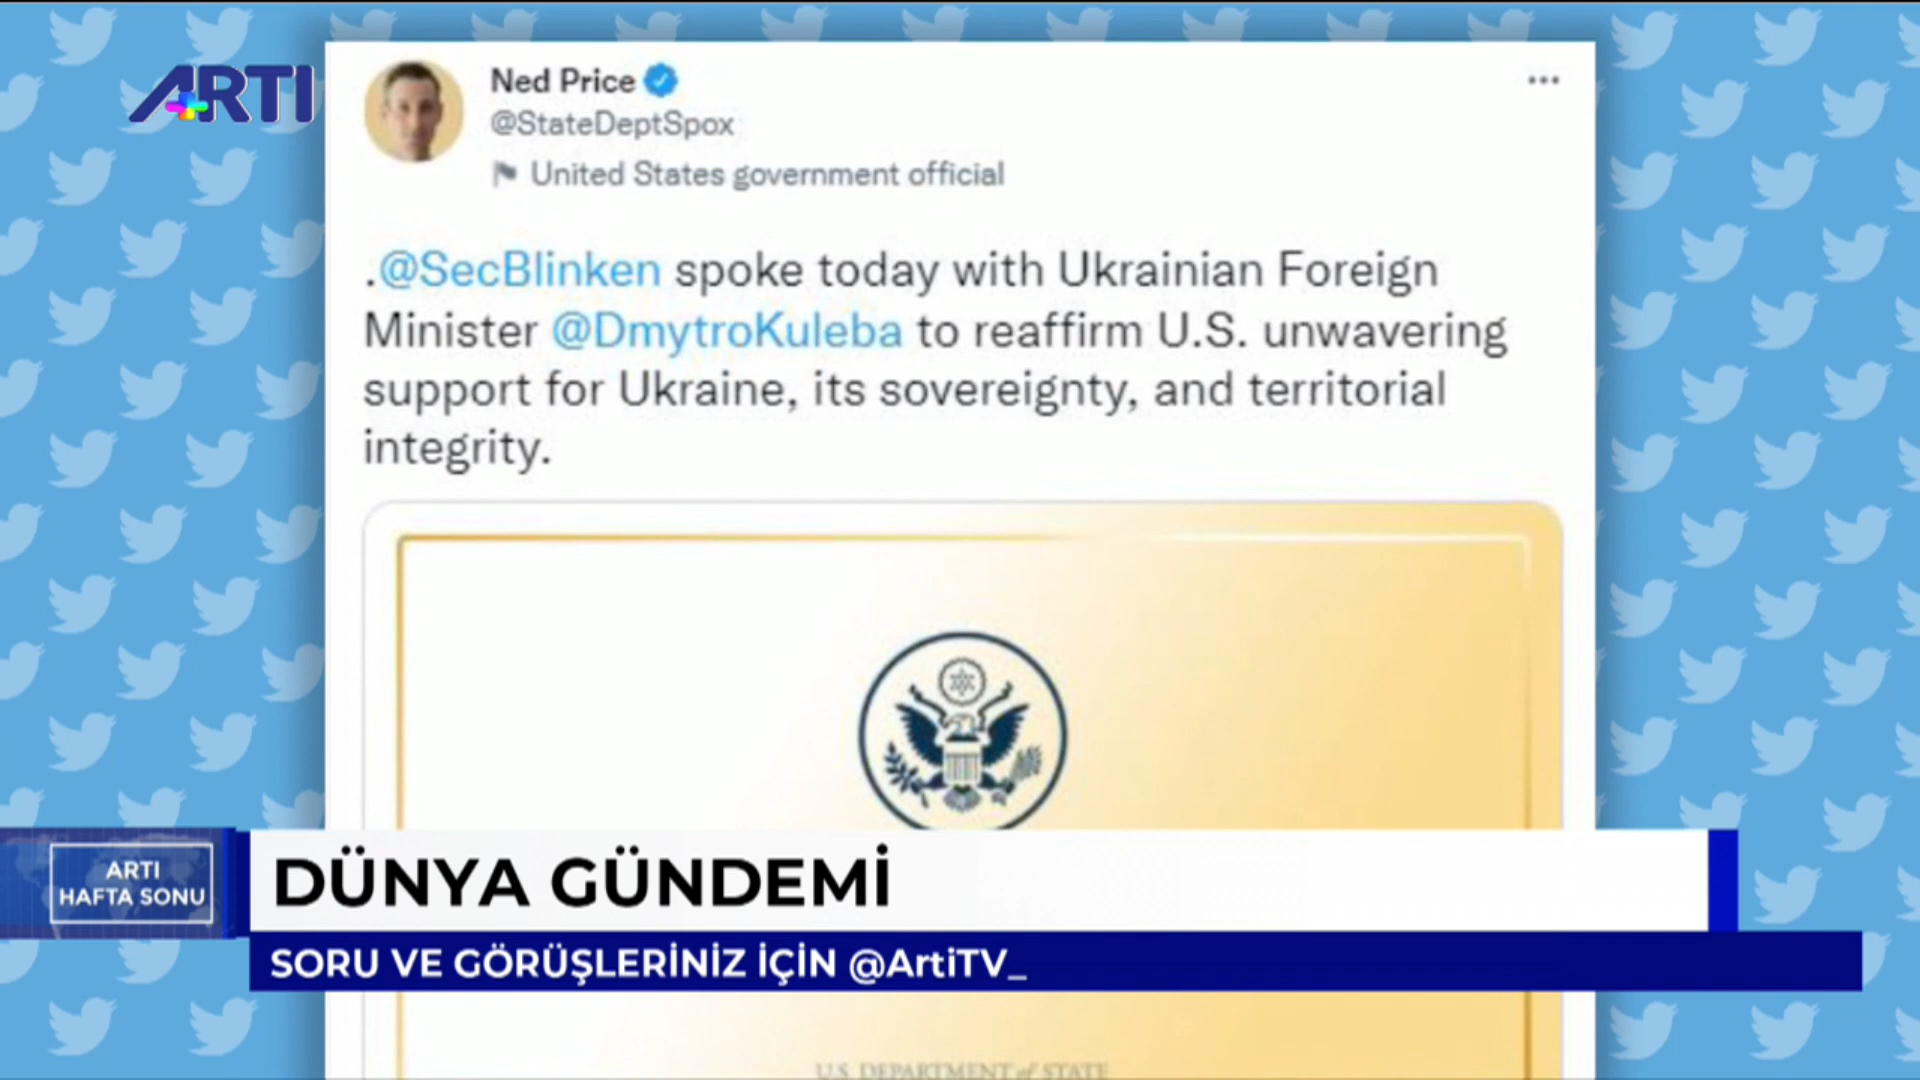 ARTI
Ned Price
@StateDeptSpox
United States government official
.@SecBlinken spoke today with Ukrainian Foreign
Minister @DmytroKuleba to reaffirm U.S. unwavering
support for Ukraine, its sovereignty, and territorial
integrity.
ARTI
HAFTA SONU
DÜNYA GÜNDEMİ
SORU VE GÖRÜŞLERİNİZ İÇİN @ArtiTV_
U.S. DEPARTMENT of STATE